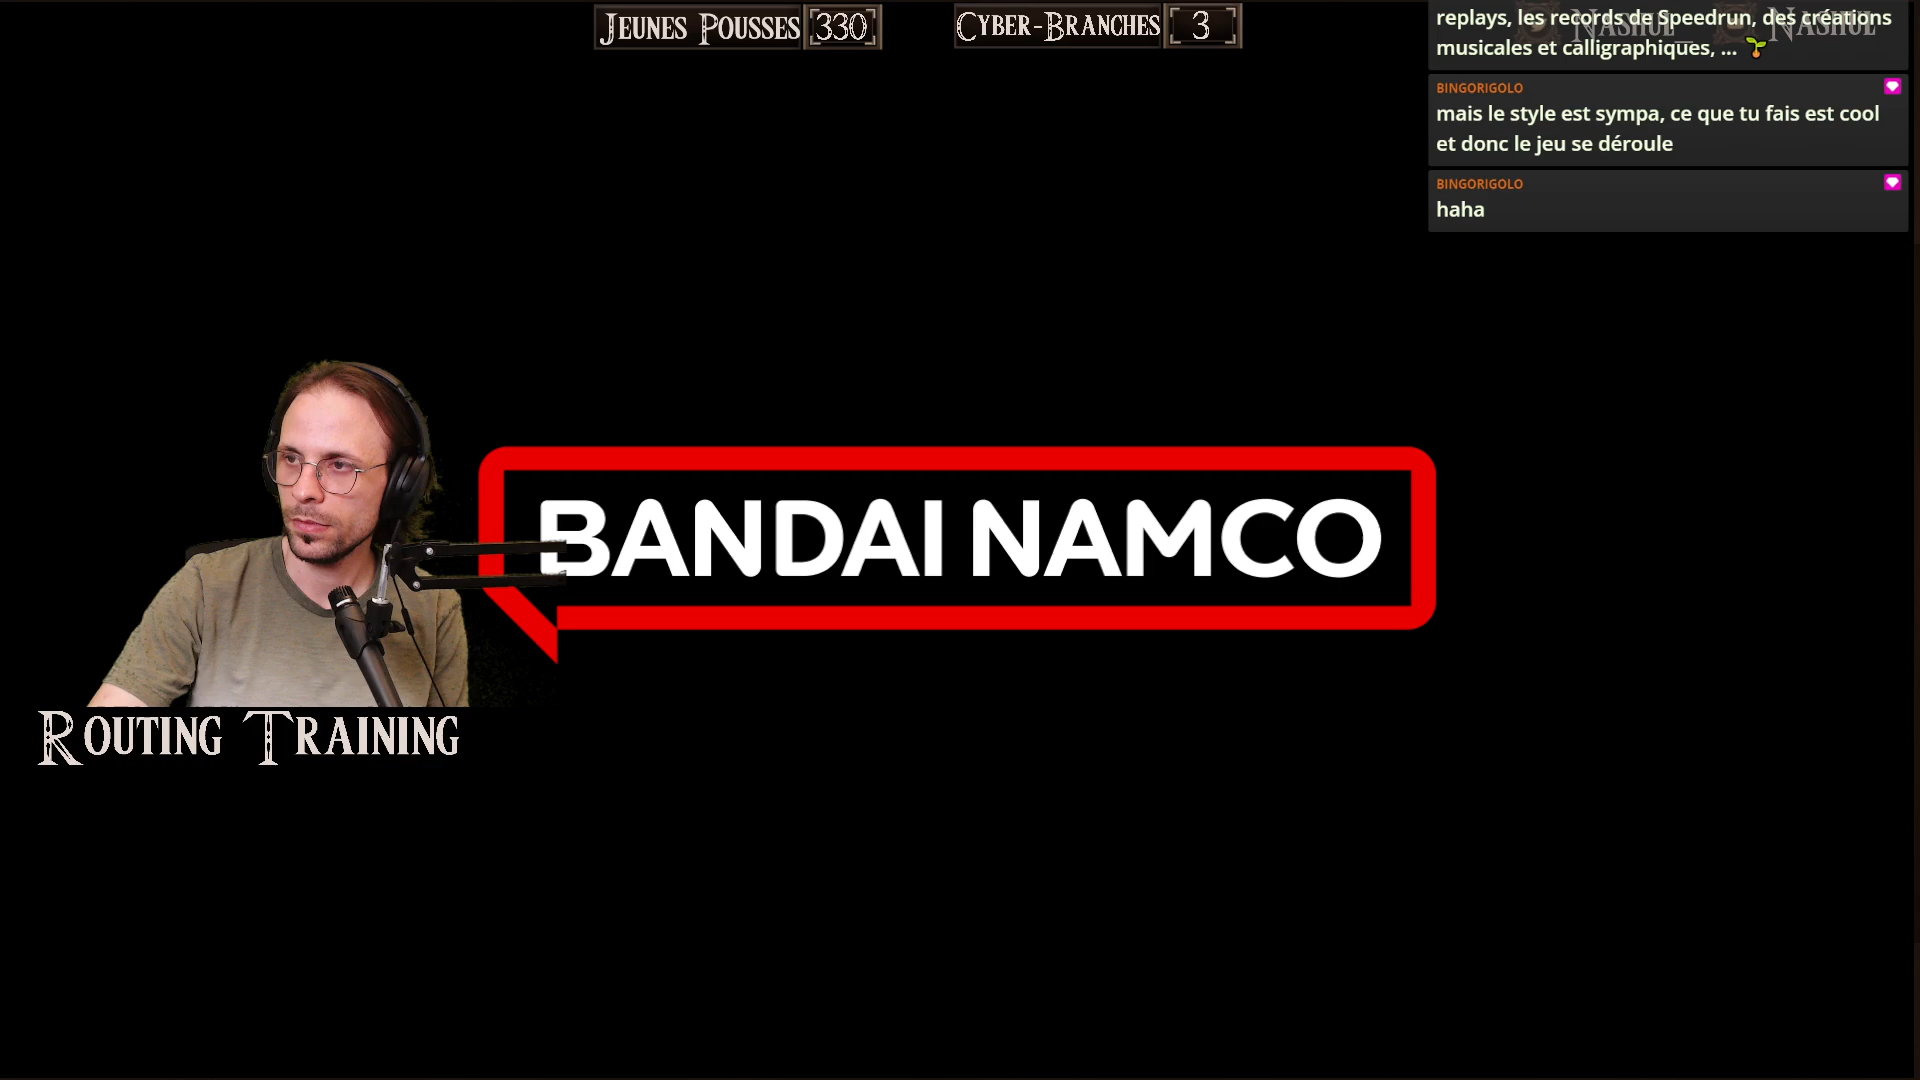 JEUNES POUSSES 330
CYBER-BRANCHES 3
NASHUL_ NASHUL
replays, les records de Speedrun, des créations
musicales et calligraphiques, ...
BINGORIGOLO
mais le style est sympa, ce que tu fais est cool
et donc le jeu se déroule
BINGORIGOLO
haha
BANDAI NAMCO
ROUTING TRAINING